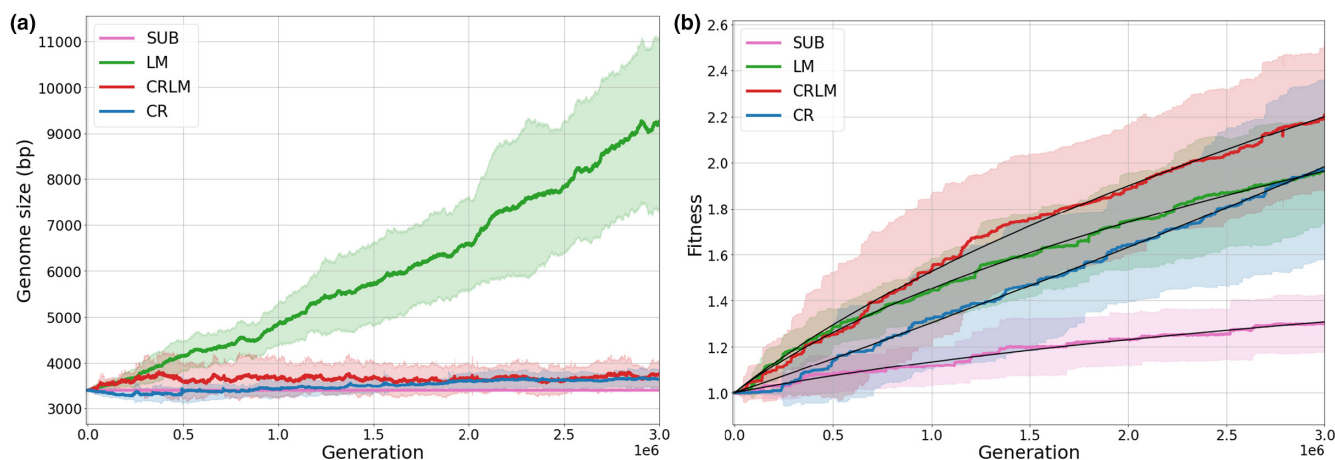 (a)
SUB
LM
CRLM
CR
Genome size (bp)
11000
10000
9000
8000
7000
6000
5000
4000
3000
0.0 0.5 1.0 1.5 2.0 2.5 3.0
Generation 1e6
(b)
SUB
LM
CRLM
CR
Fitness
2.6
2.4
2.2
2.0
1.8
1.6
1.4
1.2
1.0
0.0 0.5 1.0 1.5 2.0 2.5 3.0
Generation 1e6